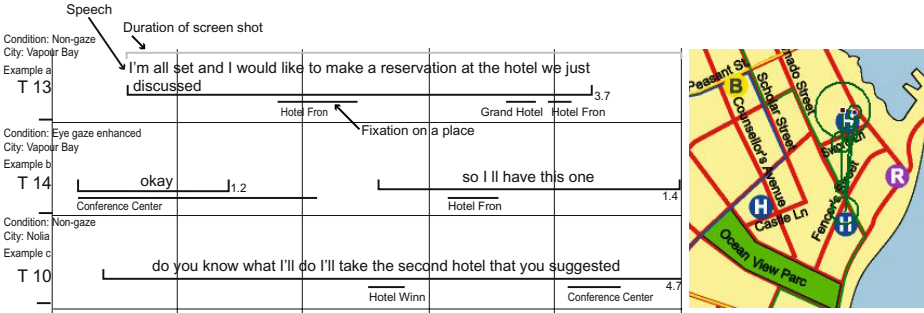 Speech
Duration of screen shot
Condition: Non-gaze
City: Vapour Bay
Example a
T 13
I'm all set and I would like to make a reservation at the hotel we just
discussed
3.7
Hotel Fron
Grand Hotel
Hotel Fron
Fixation on a place
Condition: Eye gaze enhanced
City: Vapour Bay
Example b
T 14
okay
1.2
so I ll have this one
1.4
Conference Center
Hotel Fron
Condition: Non-gaze
City: Nolia
Example c
T 10
do you know what I'll do I'll take the second hotel that you suggested
4.7
Hotel Winn
Conference Center
Peasant St.
B
Counsellor's Avenue
Scholar Street
mado Street
H
R
Fencer's Street
H
Castle Ln
H
Ocean View Parc